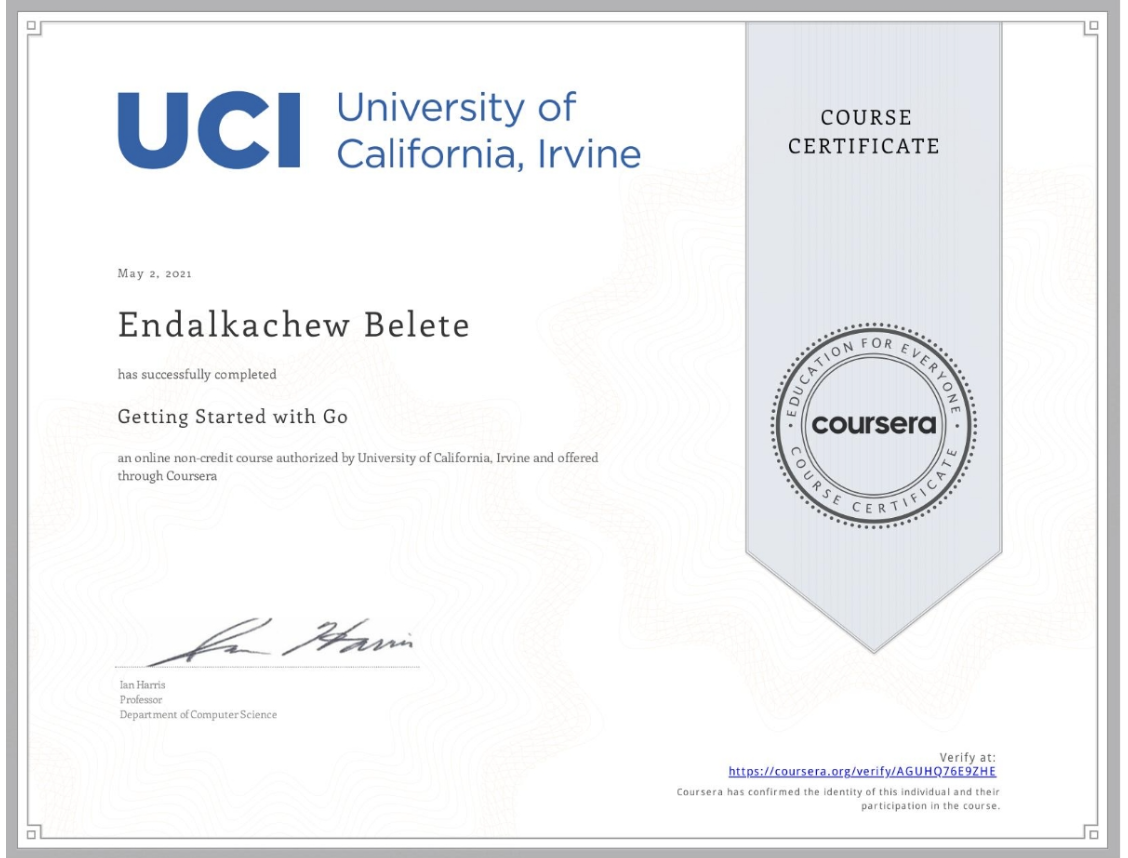 UCI
University of
California, Irvine
COURSE
CERTIFICATE
May 2, 2021
Endalkachew Belete
has successfully completed
Getting Started with Go
an online non-credit course authorized by University of California, Irvine and offered
through Coursera
EDUCATION FOR EVERYONE
coursera
COURSE CERTIFICATE
Ian Harris
Ian Harris
Professor
Department of Computer Science
Verify at:
https://coursera.org/verify/AGUHQ76E9ZHE
Coursera has confirmed the identity of this individual and their
participation in the course.